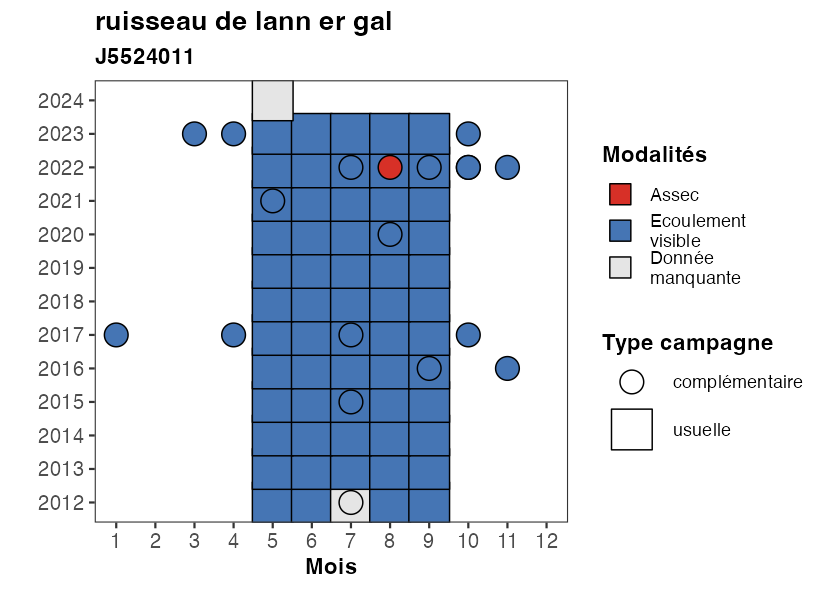 ruisseau de lann er gal
J5524011
2024
2023
2022
2021
2020
2019
2018
2017
2016
2015
2014
2013
2012
1 2 3 4 5 6 7 8 9 10 11 12
Mois
Modalités
Assec
Ecoulement
visible
Donnée
manquante
Type campagne
complémentaire
usuelle